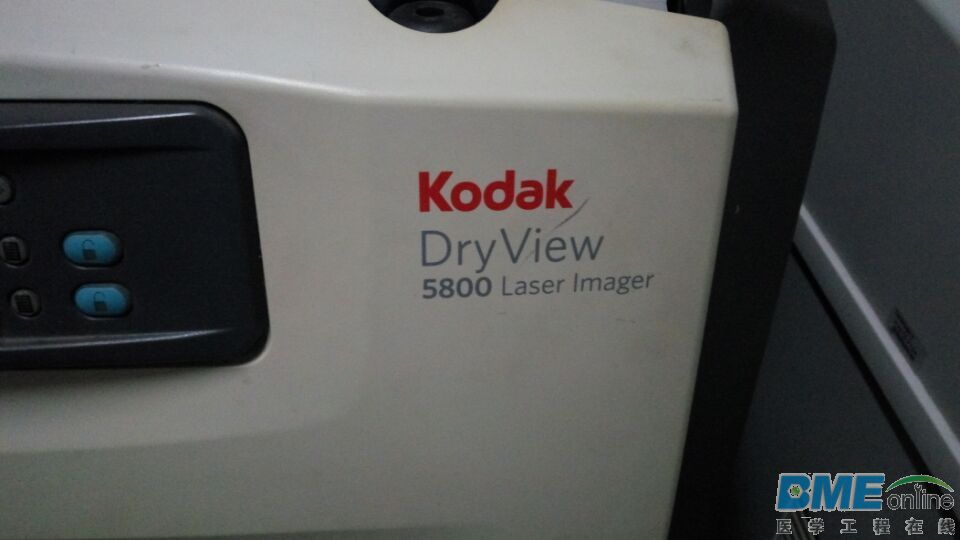 Kodak
DryView
5800 Laser Imager
BME online
医学工程在线